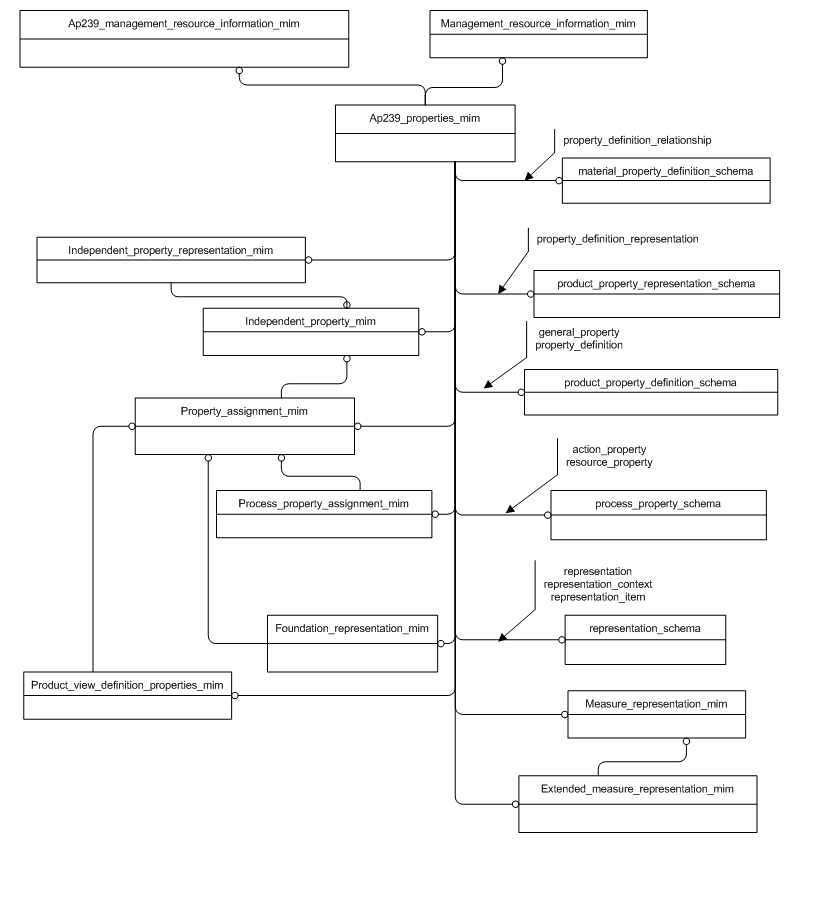 Ap239_management_resource_information_mim
Management_resource_information_mim
Ap239_properties_mim
property_definition_relationship
material_property_definition_schema
Independent_property_representation_mim
property_definition_representation
product_property_representation_schema
Independent_property_mim
general_property
property_definition
product_property_definition_schema
Property_assignment_mim
action_property
resource_property
Process_property_assignment_mim
process_property_schema
representation
representation_context
representation_item
Foundation_representation_mim
representation_schema
Product_view_definition_properties_mim
Measure_representation_mim
Extended_measure_representation_mim